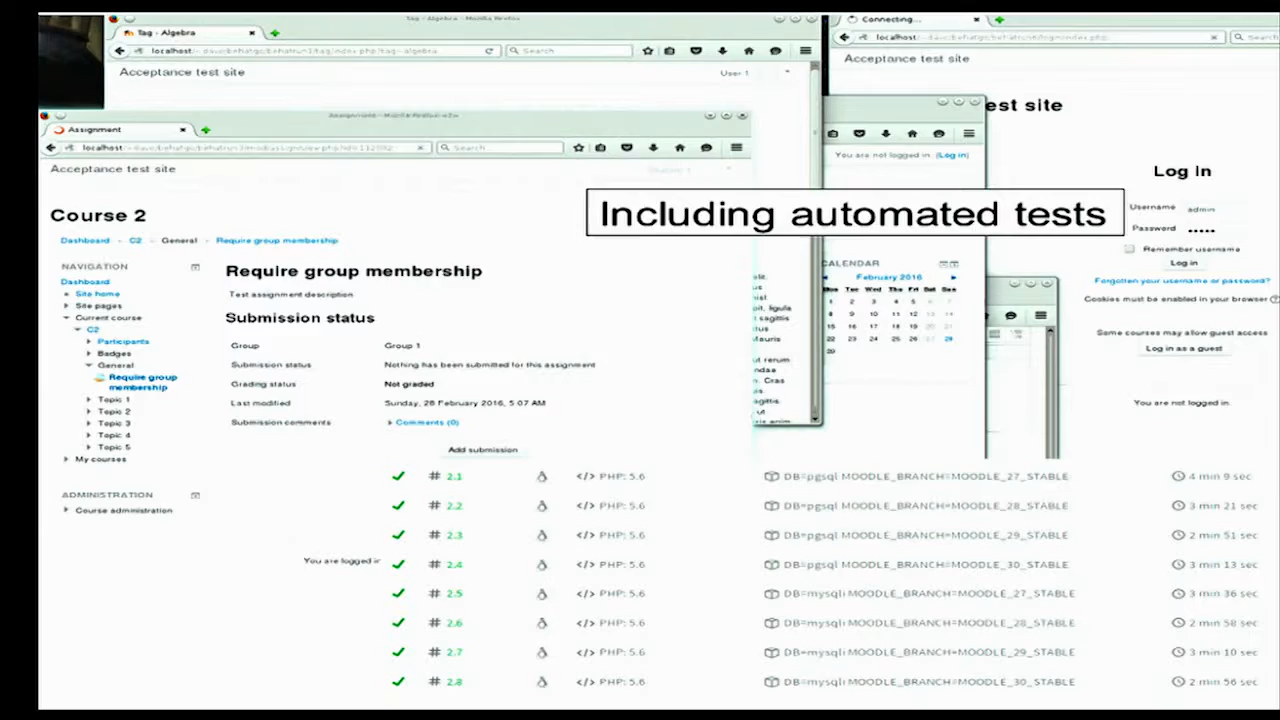 Tag - Algebra - Mozilla Firefox
Tag - Algebra
Search
Acceptance test site
User 1
Connecting...
Search
Acceptance test site
est site
Assignment - Mozilla Firefox
Assignment
Search
Acceptance test site
You are not logged in. (Log in)
Including automated tests
Log in
Username admin
Password •••••
Remember username
Log in
Forgotten your username or password?
Cookies must be enabled in your browser
Some courses may allow guest access
Log in as a guest
You are not logged in.
CALENDAR
February 2016
Mon Tue Wed Thu Fri Sat Sun
1 2 3 4 5 6 7
8 9 10 11 12 13 14
15 16 17 18 19 20 21
22 23 24 25 26 27 28
29
Course 2
Dashboard C2 General Require group membership
NAVIGATION
Dashboard
Site home
Site pages
Current course
C2
Participants
Badges
General
Require group
membership
Topic 1
Topic 2
Topic 3
Topic 4
Topic 5
My courses
ADMINISTRATION
Course administration
Require group membership
Test assignment description
Submission status
Group Group 1
Submission status Nothing has been submitted for this assignment
Grading status Not graded
Last modified Sunday, 28 February 2016, 5:07 AM
Submission comments Comments (0)
Add submission
You are logged in
# 2.1 </> PHP: 5.6 DB=pgsql MOODLE_BRANCH=MOODLE_27_STABLE 4 min 9 sec
# 2.2 </> PHP: 5.6 DB=pgsql MOODLE_BRANCH=MOODLE_28_STABLE 3 min 21 sec
# 2.3 </> PHP: 5.6 DB=pgsql MOODLE_BRANCH=MOODLE_29_STABLE 2 min 51 sec
# 2.4 </> PHP: 5.6 DB=pgsql MOODLE_BRANCH=MOODLE_30_STABLE 3 min 13 sec
# 2.5 </> PHP: 5.6 DB=mysqli MOODLE_BRANCH=MOODLE_27_STABLE 3 min 36 sec
# 2.6 </> PHP: 5.6 DB=mysqli MOODLE_BRANCH=MOODLE_28_STABLE 2 min 58 sec
# 2.7 </> PHP: 5.6 DB=mysqli MOODLE_BRANCH=MOODLE_29_STABLE 3 min 10 sec
# 2.8 </> PHP: 5.6 DB=mysqli MOODLE_BRANCH=MOODLE_30_STABLE 2 min 56 sec